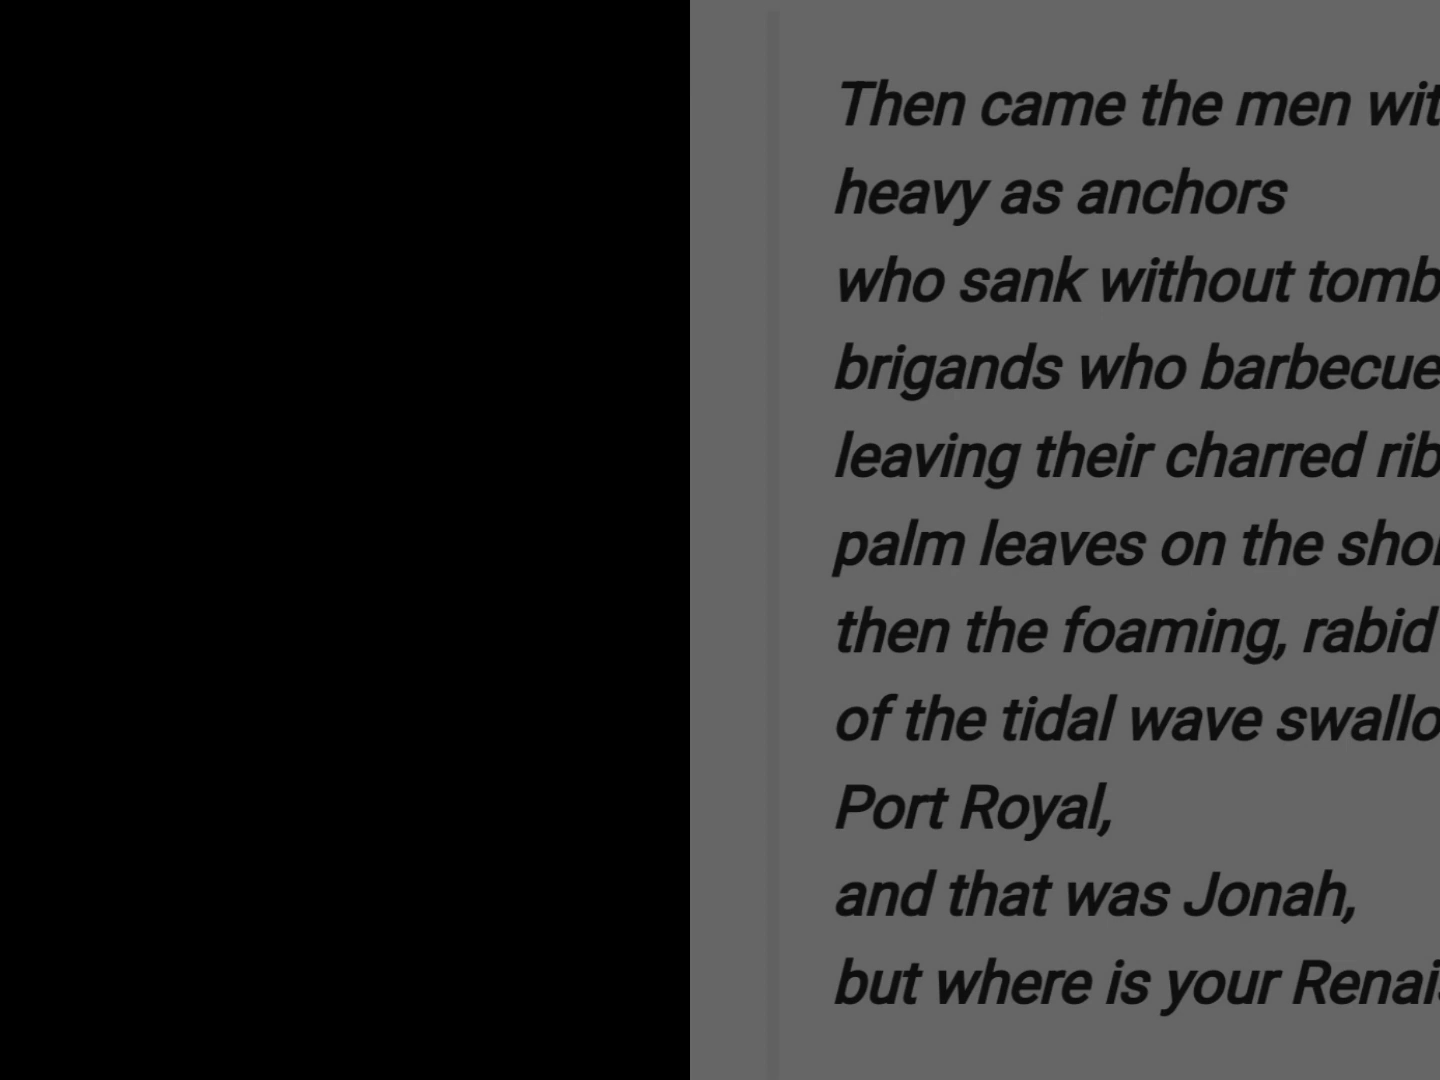 Then came the men wit
heavy as anchors
who sank without tomb
brigands who barbecue
leaving their charred rib
palm leaves on the shor
then the foaming, rabid
of the tidal wave swallo
Port Royal,
and that was Jonah,
but where is your Renais